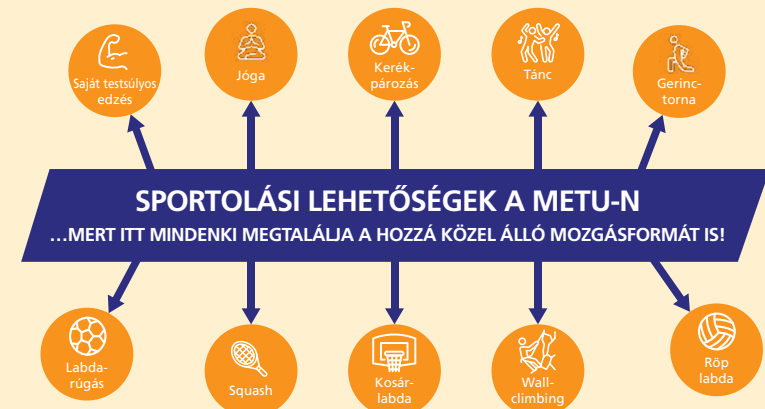 Saját testsúlyos
edzés
Jóga
Kerék-
pározás
Tánc
Gerinc-
torna
SPORTOLÁSI LEHETŐSÉGEK A METU-N
...MERT ITT MINDENKI MEGTALÁLJA A HOZZÁ KÖZEL ÁLLÓ MOZGÁSFORMÁT IS!
Labda-
rúgás
Squash
Kosár-
labda
Wall-
climbing
Röp
labda